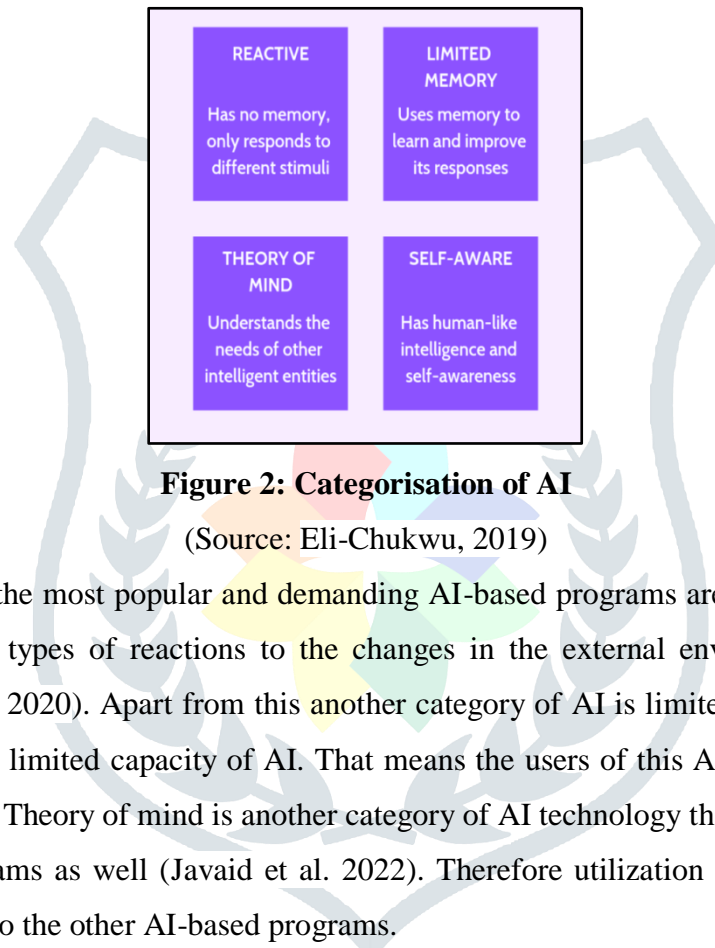 REACTIVE
Has no memory,
only responds to
different stimuli
LIMITED
MEMORY
Uses memory to
learn and improve
its responses
THEORY OF
MIND
Understands the
needs of other
intelligent entities
SELF-AWARE
Has human-like
intelligence and
self-awareness
Figure 2: Categorisation of AI
(Source: Eli-Chukwu, 2019)
the most popular and demanding AI-based programs are
types of reactions to the changes in the external env
2020). Apart from this another category of AI is limite
limited capacity of AI. That means the users of this A
Theory of mind is another category of AI technology th
ams as well (Javaid et al. 2022). Therefore utilization
o the other AI-based programs.